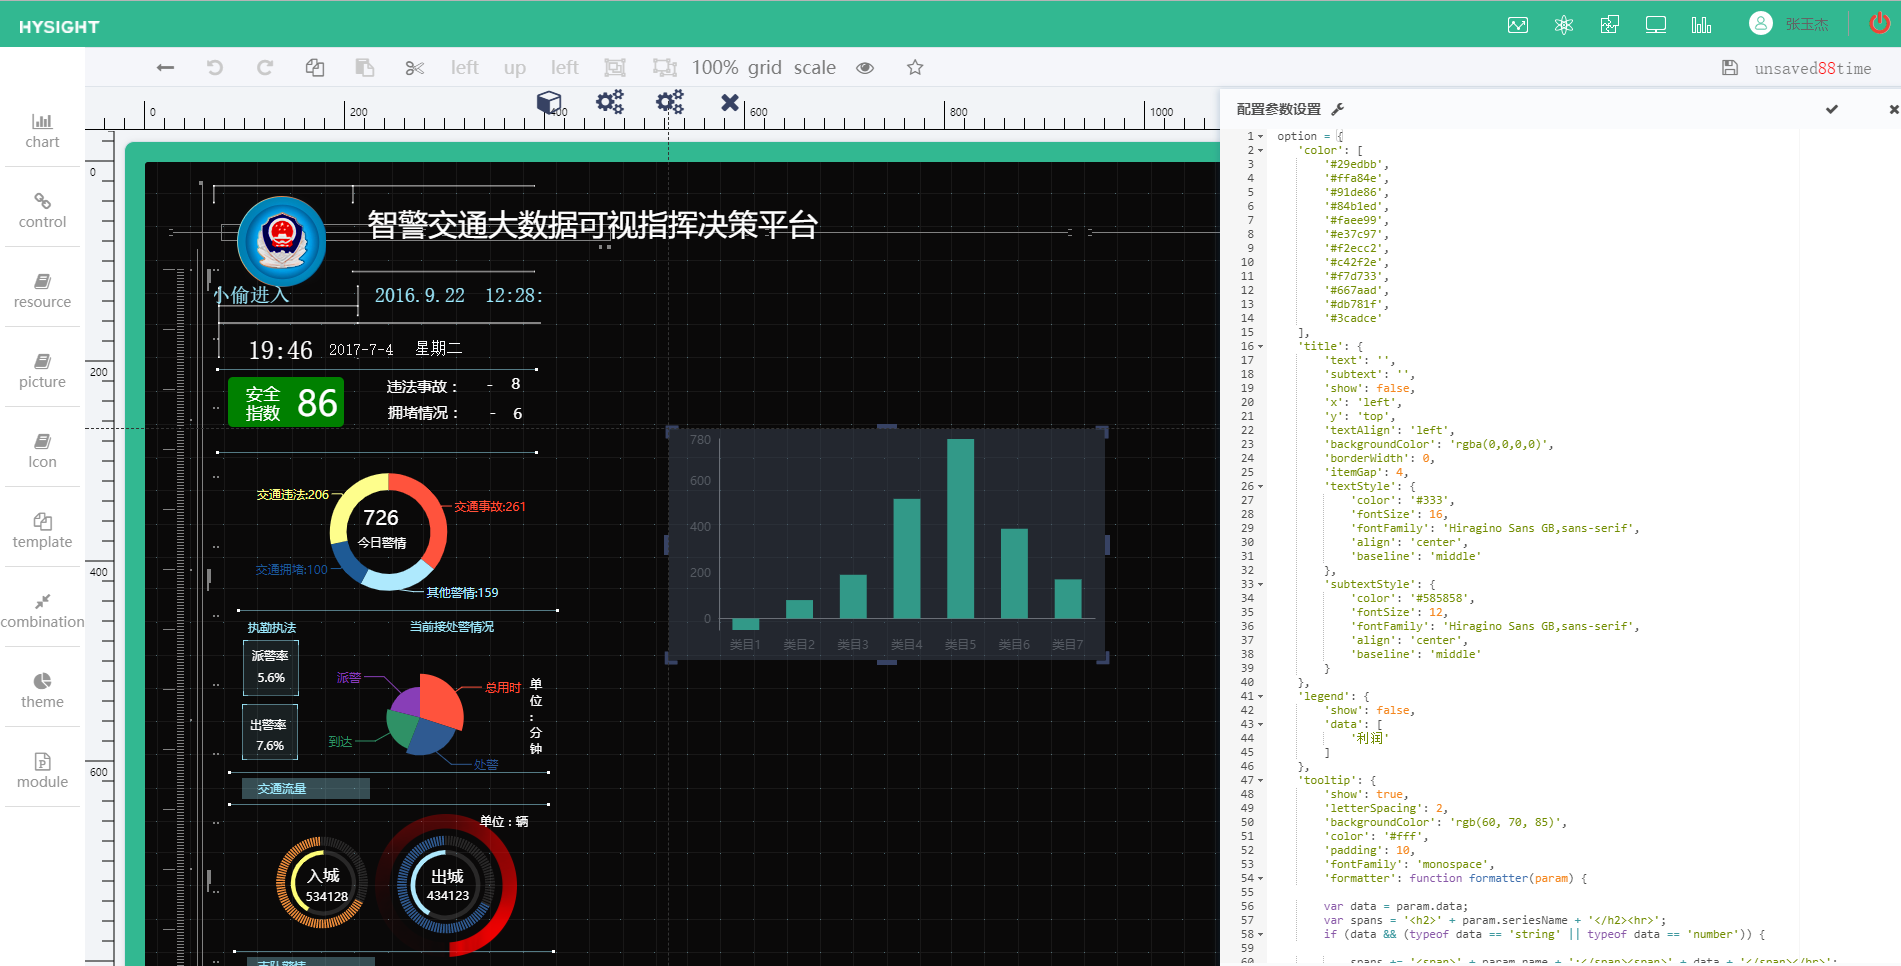 HYSIGHT
张玉杰
left up left 100% grid scale
unsaved88time
chart
control
resource
picture
Icon
template
combination
theme
module
0 200 400 600 800 1000
0
200
400
600
智警交通大数据可视指挥决策平台
小偷进入 2016.9.22 12:28:
19:46 2017-7-4 星期二
安全指数 86
违法事故： - 8
拥堵情况： - 6
交通违法:206
交通事故:261
726
今日警情
交通拥堵:100
其他警情:159
执勤执法
当前接处警情况
派警率
5.6%
出警率
7.6%
派警
总用时
到达
处警
单位：分钟
交通流量
单位：辆
入城
534128
出城
434123
780
600
400
200
0
类目1 类目2 类目3 类目4 类目5 类目6 类目7
配置参数设置
1 option = {
2 'color': [
3 '#29edbb',
4 '#ffa84e',
5 '#91de86',
6 '#84b1ed',
7 '#faee99',
8 '#e37c97',
9 '#f2ecc2',
10 '#c42f2e',
11 '#f7d733',
12 '#667aad',
13 '#db781f',
14 '#3cadce'
15 ],
16 'title': {
17 'text': '',
18 'subtext': '',
19 'show': false,
20 'x': 'left',
21 'y': 'top',
22 'textAlign': 'left',
23 'backgroundColor': 'rgba(0,0,0,0)',
24 'borderWidth': 0,
25 'itemGap': 4,
26 'textStyle': {
27 'color': '#333',
28 'fontSize': 16,
29 'fontFamily': 'Hiragino Sans GB,sans-serif',
30 'align': 'center',
31 'baseline': 'middle'
32 },
33 'subtextStyle': {
34 'color': '#585858',
35 'fontSize': 12,
36 'fontFamily': 'Hiragino Sans GB,sans-serif',
37 'align': 'center',
38 'baseline': 'middle'
39 }
40 },
41 'legend': {
42 'show': false,
43 'data': [
44 '利润'
45 ]
46 },
47 'tooltip': {
48 'show': true,
49 'letterSpacing': 2,
50 'backgroundColor': 'rgb(60, 70, 85)',
51 'color': '#fff',
52 'padding': 10,
53 'fontFamily': 'monospace',
54 'formatter': function formatter(param) {
55
56 var data = param.data;
57 var spans = '<h2>' + param.seriesName + '</h2><hr>';
58 if (data && (typeof data == 'string' || typeof data == 'number')) {
59
60 spans += '<span>' + param.name + ':</span><span>' + data + '</span></hr>';